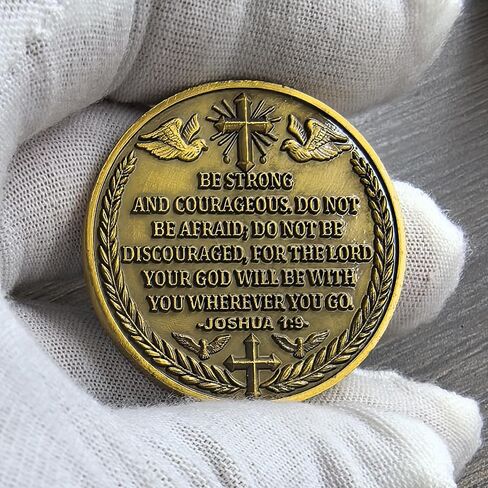 BE STRONG
AND COURAGEOUS. DO NOT
BE AFRAID; DO NOT BE
DISCOURAGED, FOR THE LORD
YOUR GOD WILL BE WITH
YOU WHEREVER YOU GO.
-JOSHUA 1:9-